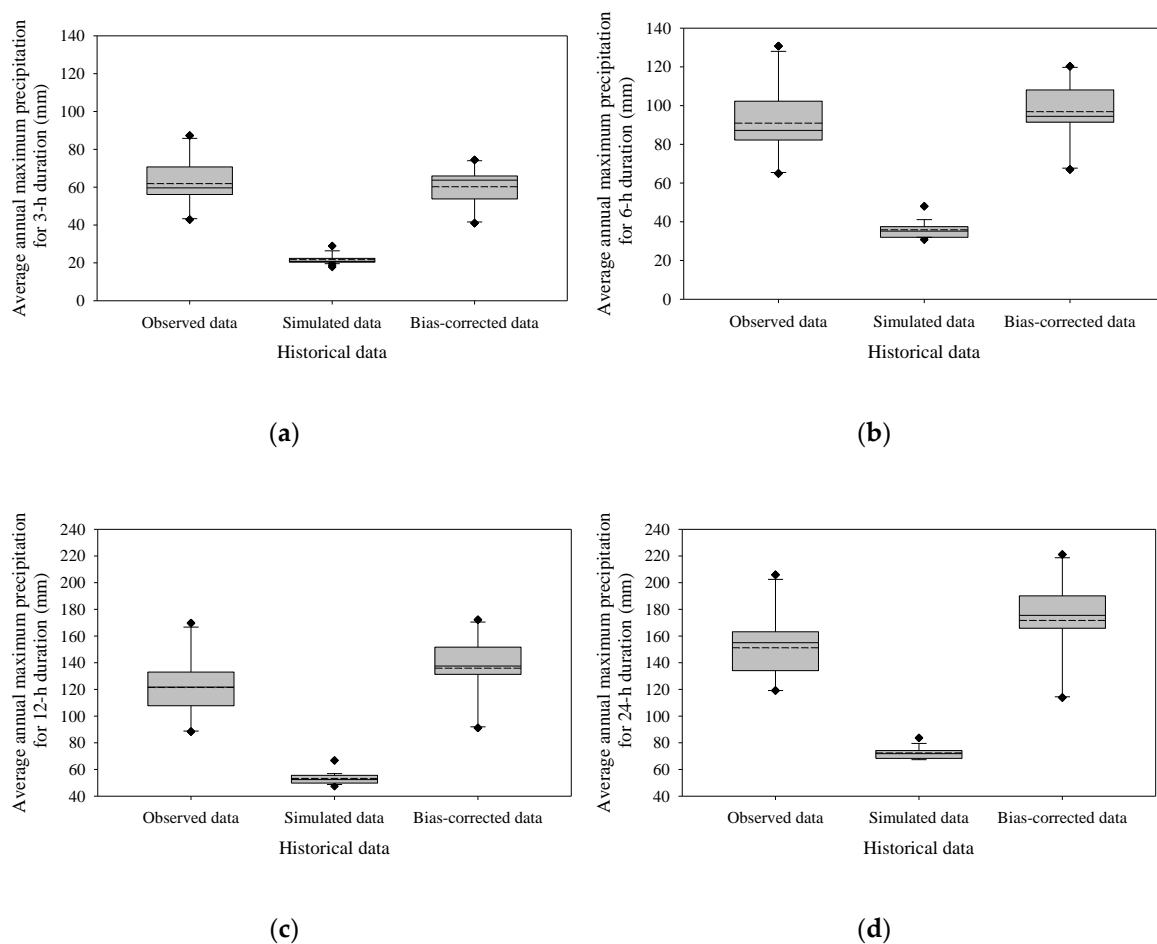 Average annual maximum precipitation
for 3-h duration (mm)
140
120
100
80
60
40
20
0
Observed data Simulated data Bias-corrected data
Historical data
(a)
Average annual maximum precipitation
for 6-h duration (mm)
140
120
100
80
60
40
20
0
Observed data Simulated data Bias-corrected data
Historical data
(b)
Average annual maximum precipitation
for 12-h duration (mm)
240
220
200
180
160
140
120
100
80
60
40
Observed data Simulated data Bias-corrected data
Historical data
(c)
Average annual maximum precipitation
for 24-h duration (mm)
240
220
200
180
160
140
120
100
80
60
40
Observed data Simulated data Bias-corrected data
Historical data
(d)